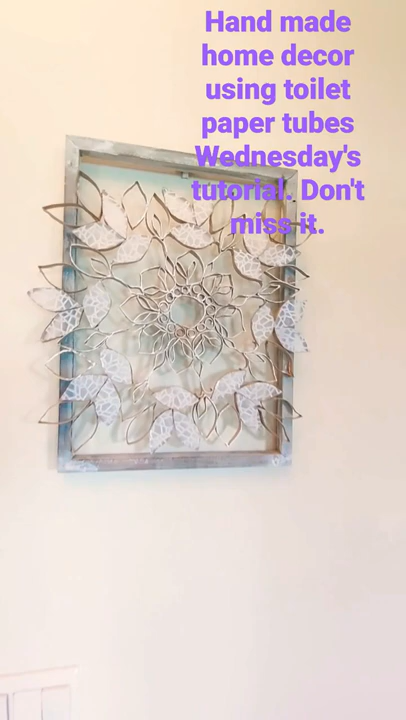 Hand made
home decor
using toilet
paper tubes
Wednesday's
tutorial. Don't
miss it.